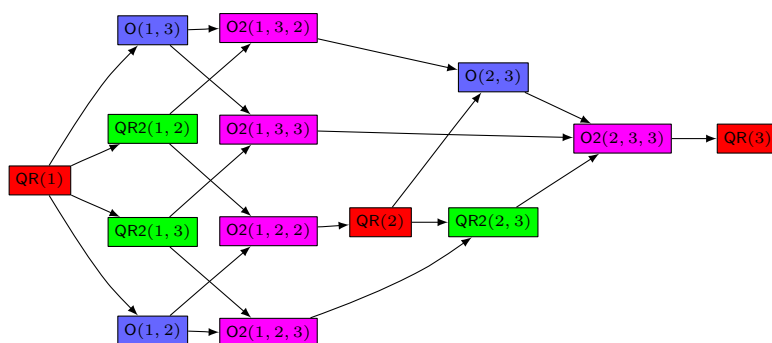 O(1, 3)
O2(1, 3, 2)
O(2, 3)
QR2(1, 2)
O2(1, 3, 3)
O2(2, 3, 3)
QR(3)
QR(1)
QR2(1, 3)
O2(1, 2, 2)
QR(2)
QR2(2, 3)
O(1, 2)
O2(1, 2, 3)